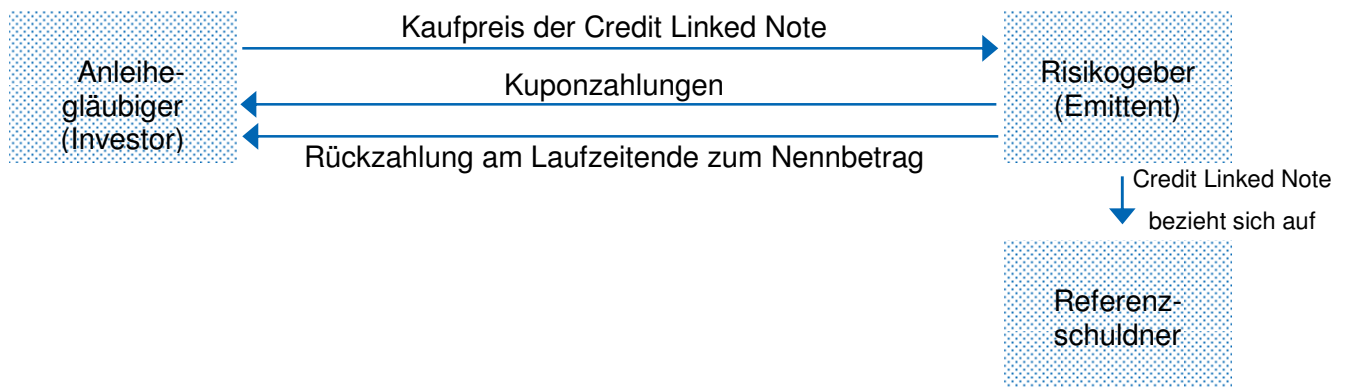 Kaufpreis der Credit Linked Note
Anleihe-
gläubiger
(Investor)
Kuponzahlungen
Risikogeber
(Emittent)
Rückzahlung am Laufzeitende zum Nennbetrag
Credit Linked Note
bezieht sich auf
Referenz-
schuldner